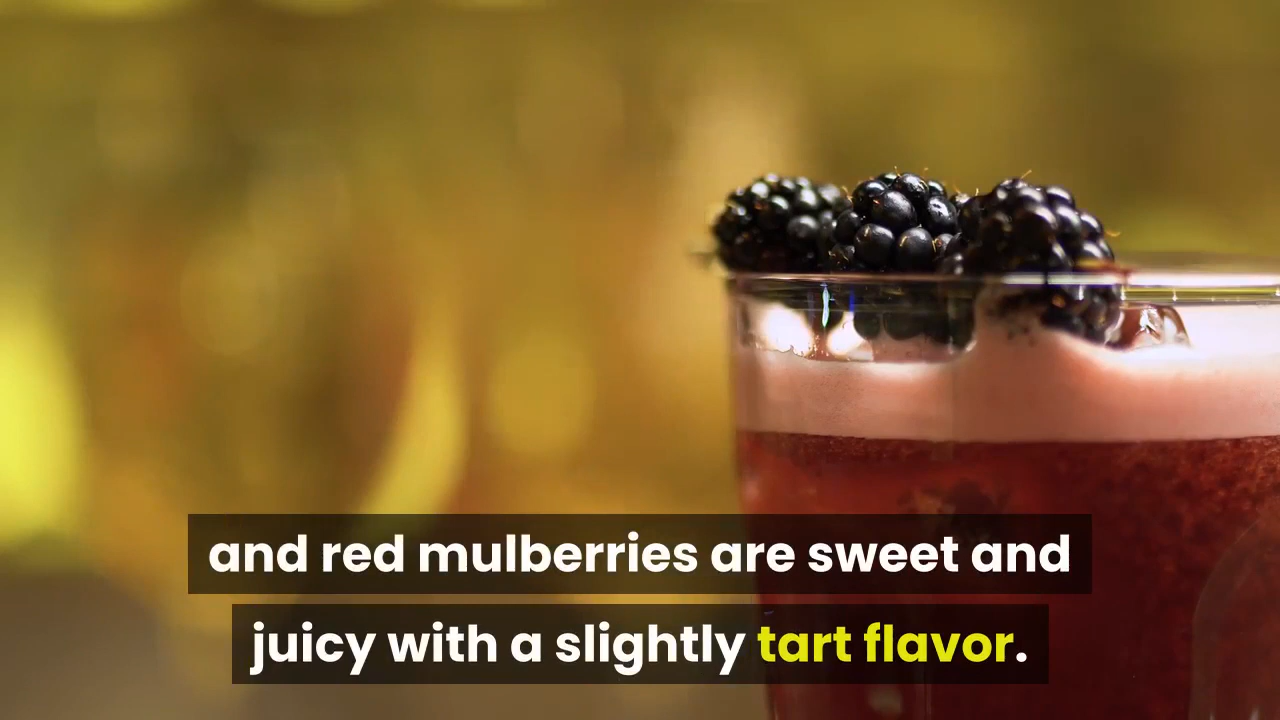 and red mulberries are sweet and
juicy with a slightly tart flavor.